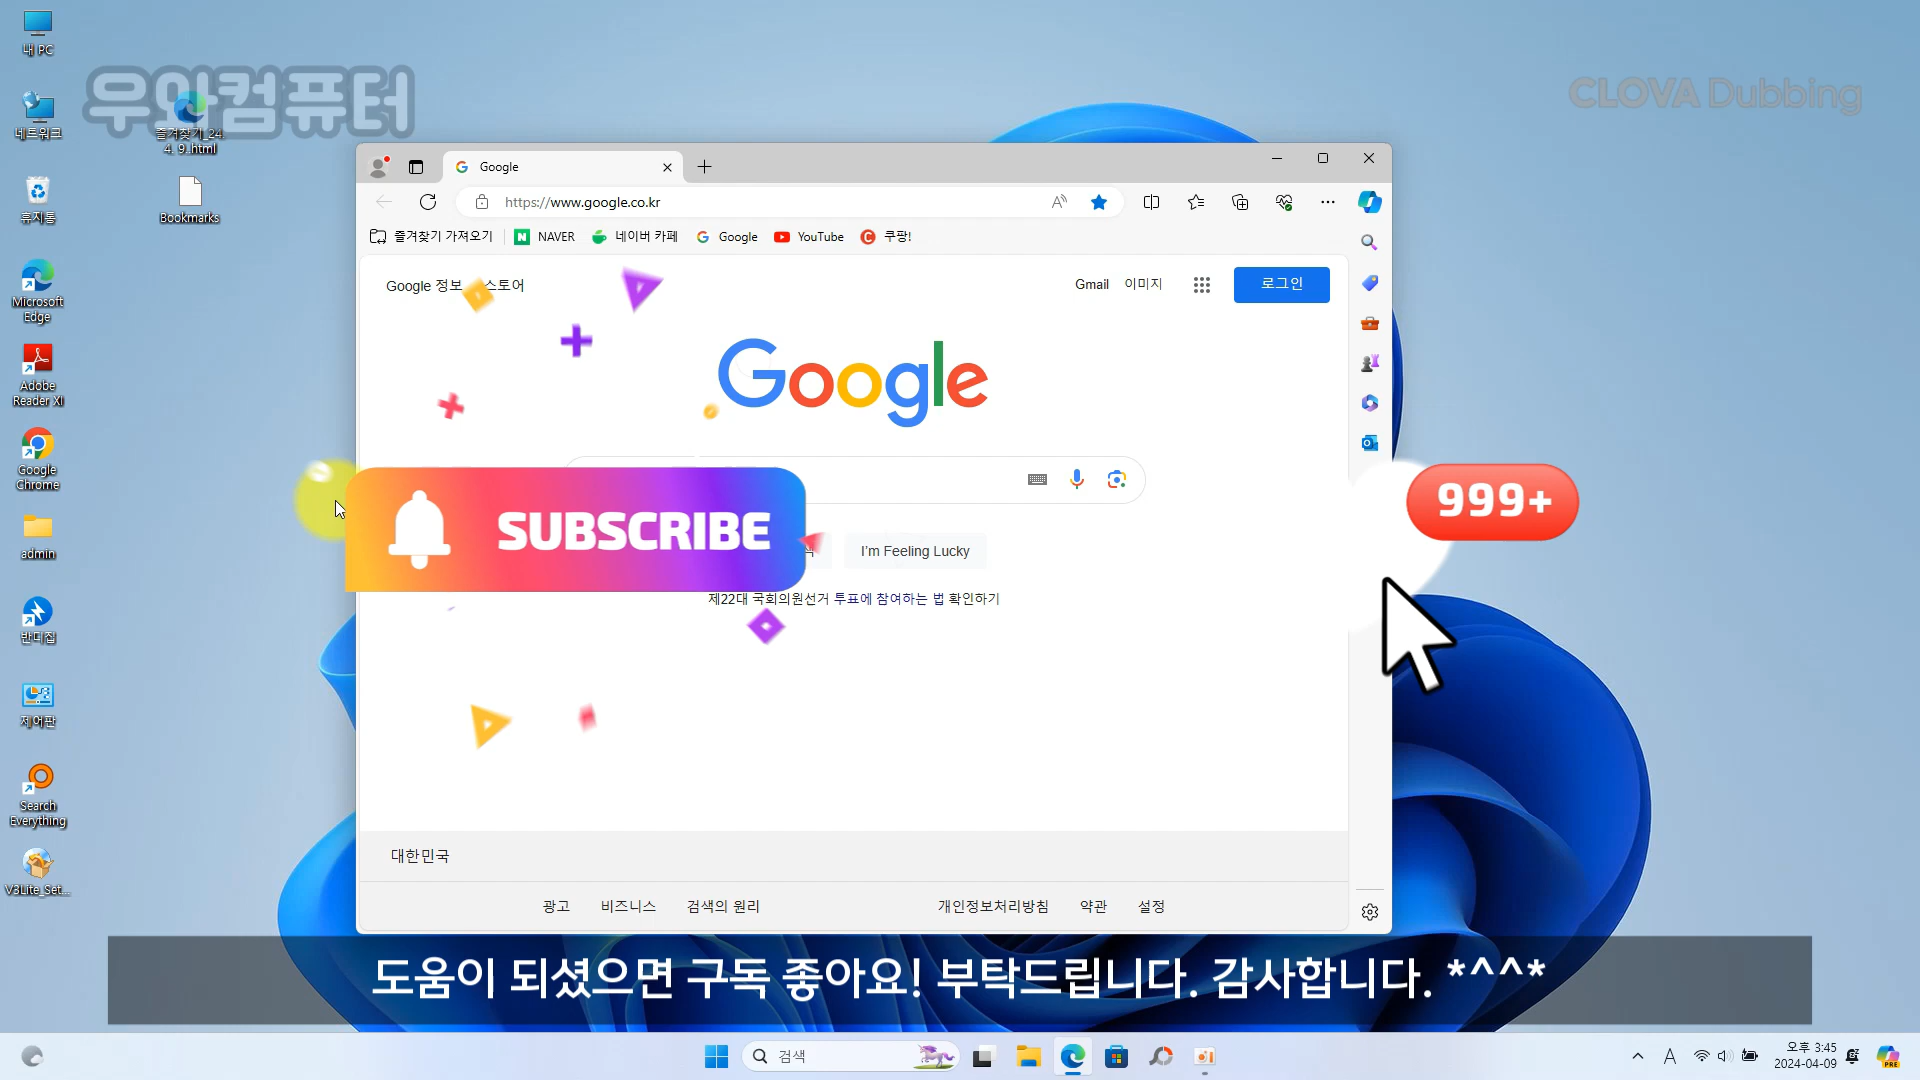 내 PC
우와컴퓨터
CLOVA Dubbing
네트워크
즐겨찾기_24.
4. 9..html
휴지통
Bookmarks
Microsoft
Edge
Adobe
Reader XI
Google
Chrome
admin
반디집
제어판
Search
Everything
V3Lite_Set...
Google
https://www.google.co.kr
즐겨찾기 가져오기
NAVER
네이버 카페
Google
YouTube
쿠팡!
Google 정보
스토어
Gmail
이미지
로그인
Google
SUBSCRIBE
999+
I'm Feeling Lucky
제22대 국회의원선거 투표에 참여하는 법 확인하기
대한민국
광고
비즈니스
검색의 원리
개인정보처리방침
약관
설정
도움이 되셨으면 구독 좋아요! 부탁드립니다. 감사합니다. *^^*
검색
A
오후 3:45
2024-04-09
PRE